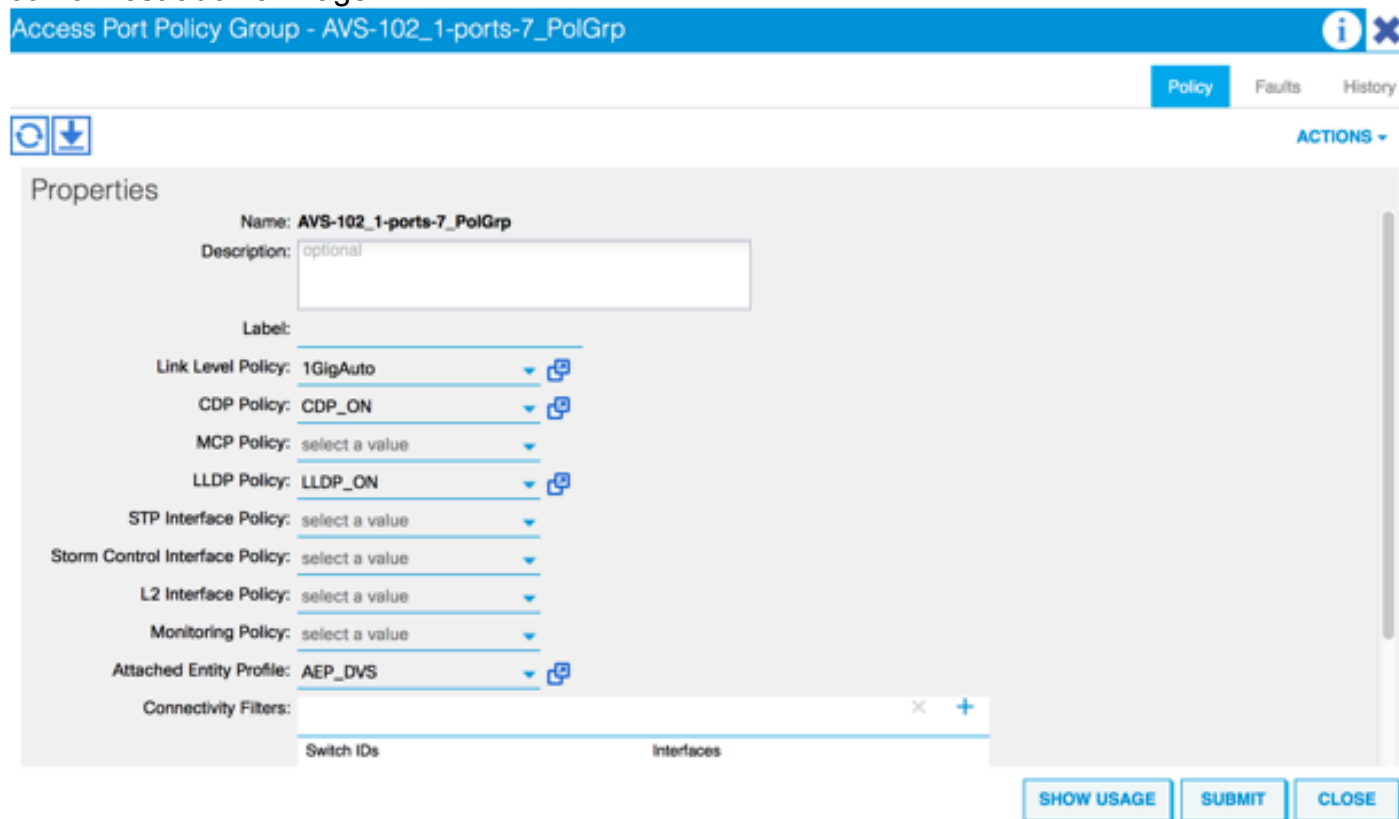 Access Port Policy Group - AVS-102_1-ports-7_PolGrp
Policy Faults History
ACTIONS
Properties
Name: AVS-102_1-ports-7_PolGrp
Description: optional
Label:
Link Level Policy: 1GigAuto
CDP Policy: CDP_ON
MCP Policy: select a value
LLDP Policy: LLDP_ON
STP Interface Policy: select a value
Storm Control Interface Policy: select a value
L2 Interface Policy: select a value
Monitoring Policy: select a value
Attached Entity Profile: AEP_DVS
Connectivity Filters:
Switch IDs Interfaces
SHOW USAGE SUBMIT CLOSE